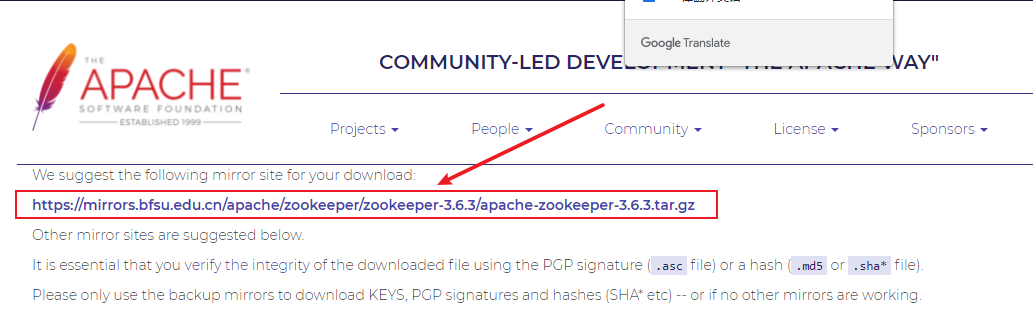 Google Translate
THE
APACHE®
SOFTWARE FOUNDATION
ESTABLISHED 1999
COMMUNITY-LED DEVELOPMENT "THE APACHE WAY"
Projects
People
Community
License
Sponsors
We suggest the following mirror site for your download:
https://mirrors.bfsu.edu.cn/apache/zookeeper/zookeeper-3.6.3/apache-zookeeper-3.6.3.tar.gz
Other mirror sites are suggested below.
It is essential that you verify the integrity of the downloaded file using the PGP signature ( .asc file) or a hash ( .md5 or .sha* file).
Please only use the backup mirrors to download KEYS, PGP signatures and hashes (SHA* etc) -- or if no other mirrors are working.